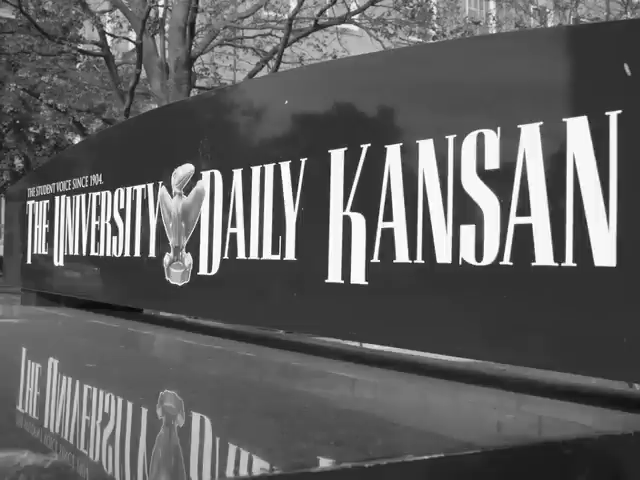 THE STUDENT VOICE SINCE 1904.
THE UNIVERSITY DAILY KANSAN